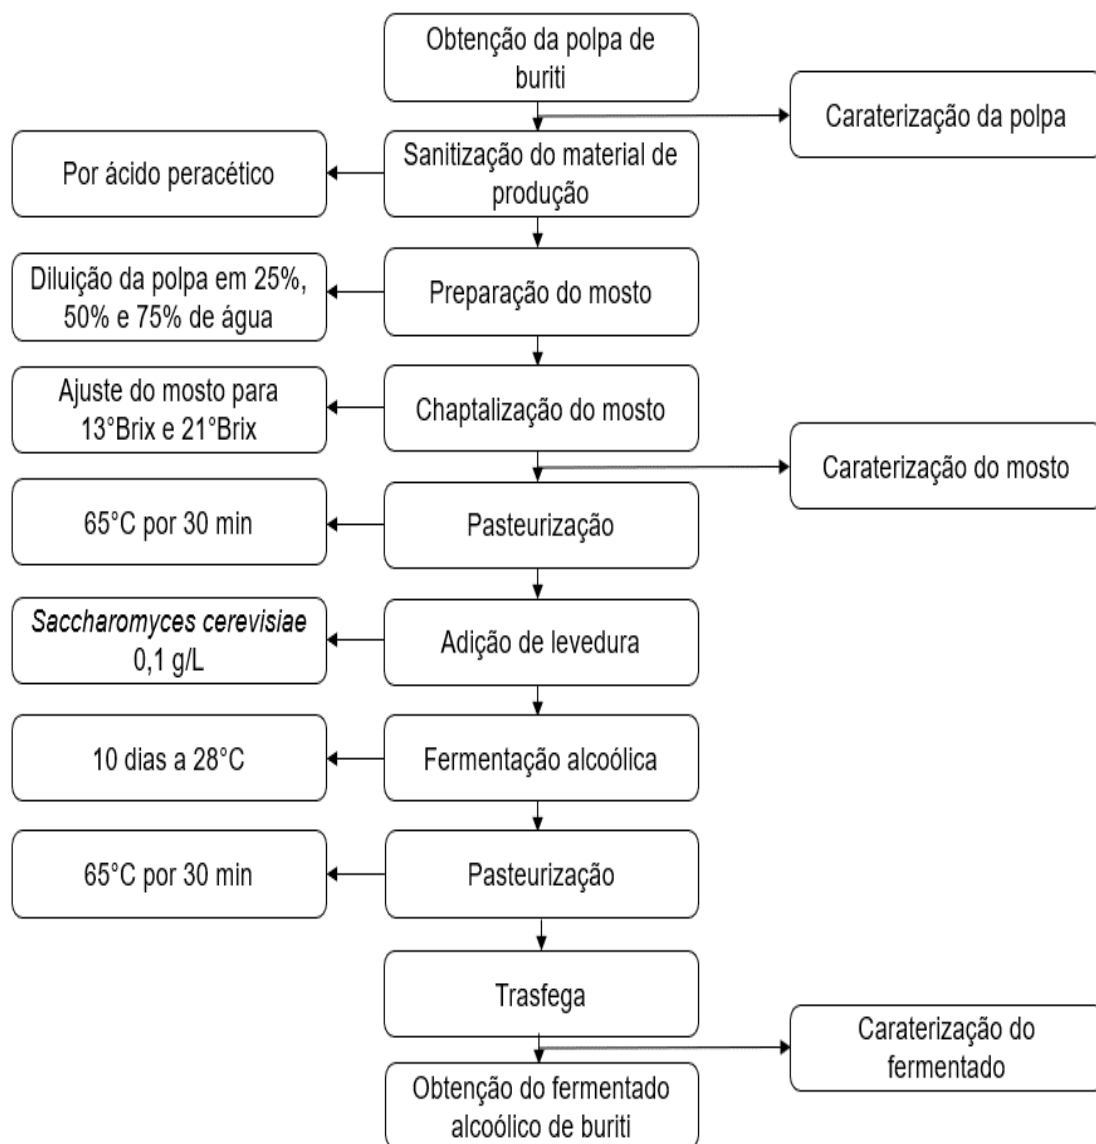 Obtenção da polpa de
buriti
Caraterização da polpa
Por ácido peracético
Sanitização do material de
produção
Diluição da polpa em 25%,
50% e 75% de água
Preparação do mosto
Ajuste do mosto para
13°Brix e 21°Brix
Chaptalização do mosto
Caraterização do mosto
65°C por 30 min
Pasteurização
Saccharomyces cerevisiae
0,1 g/L
Adição de levedura
10 dias a 28°C
Fermentação alcoólica
65°C por 30 min
Pasteurização
Trasfega
Caraterização do
fermentado
Obtenção do fermentado
alcoólico de buriti